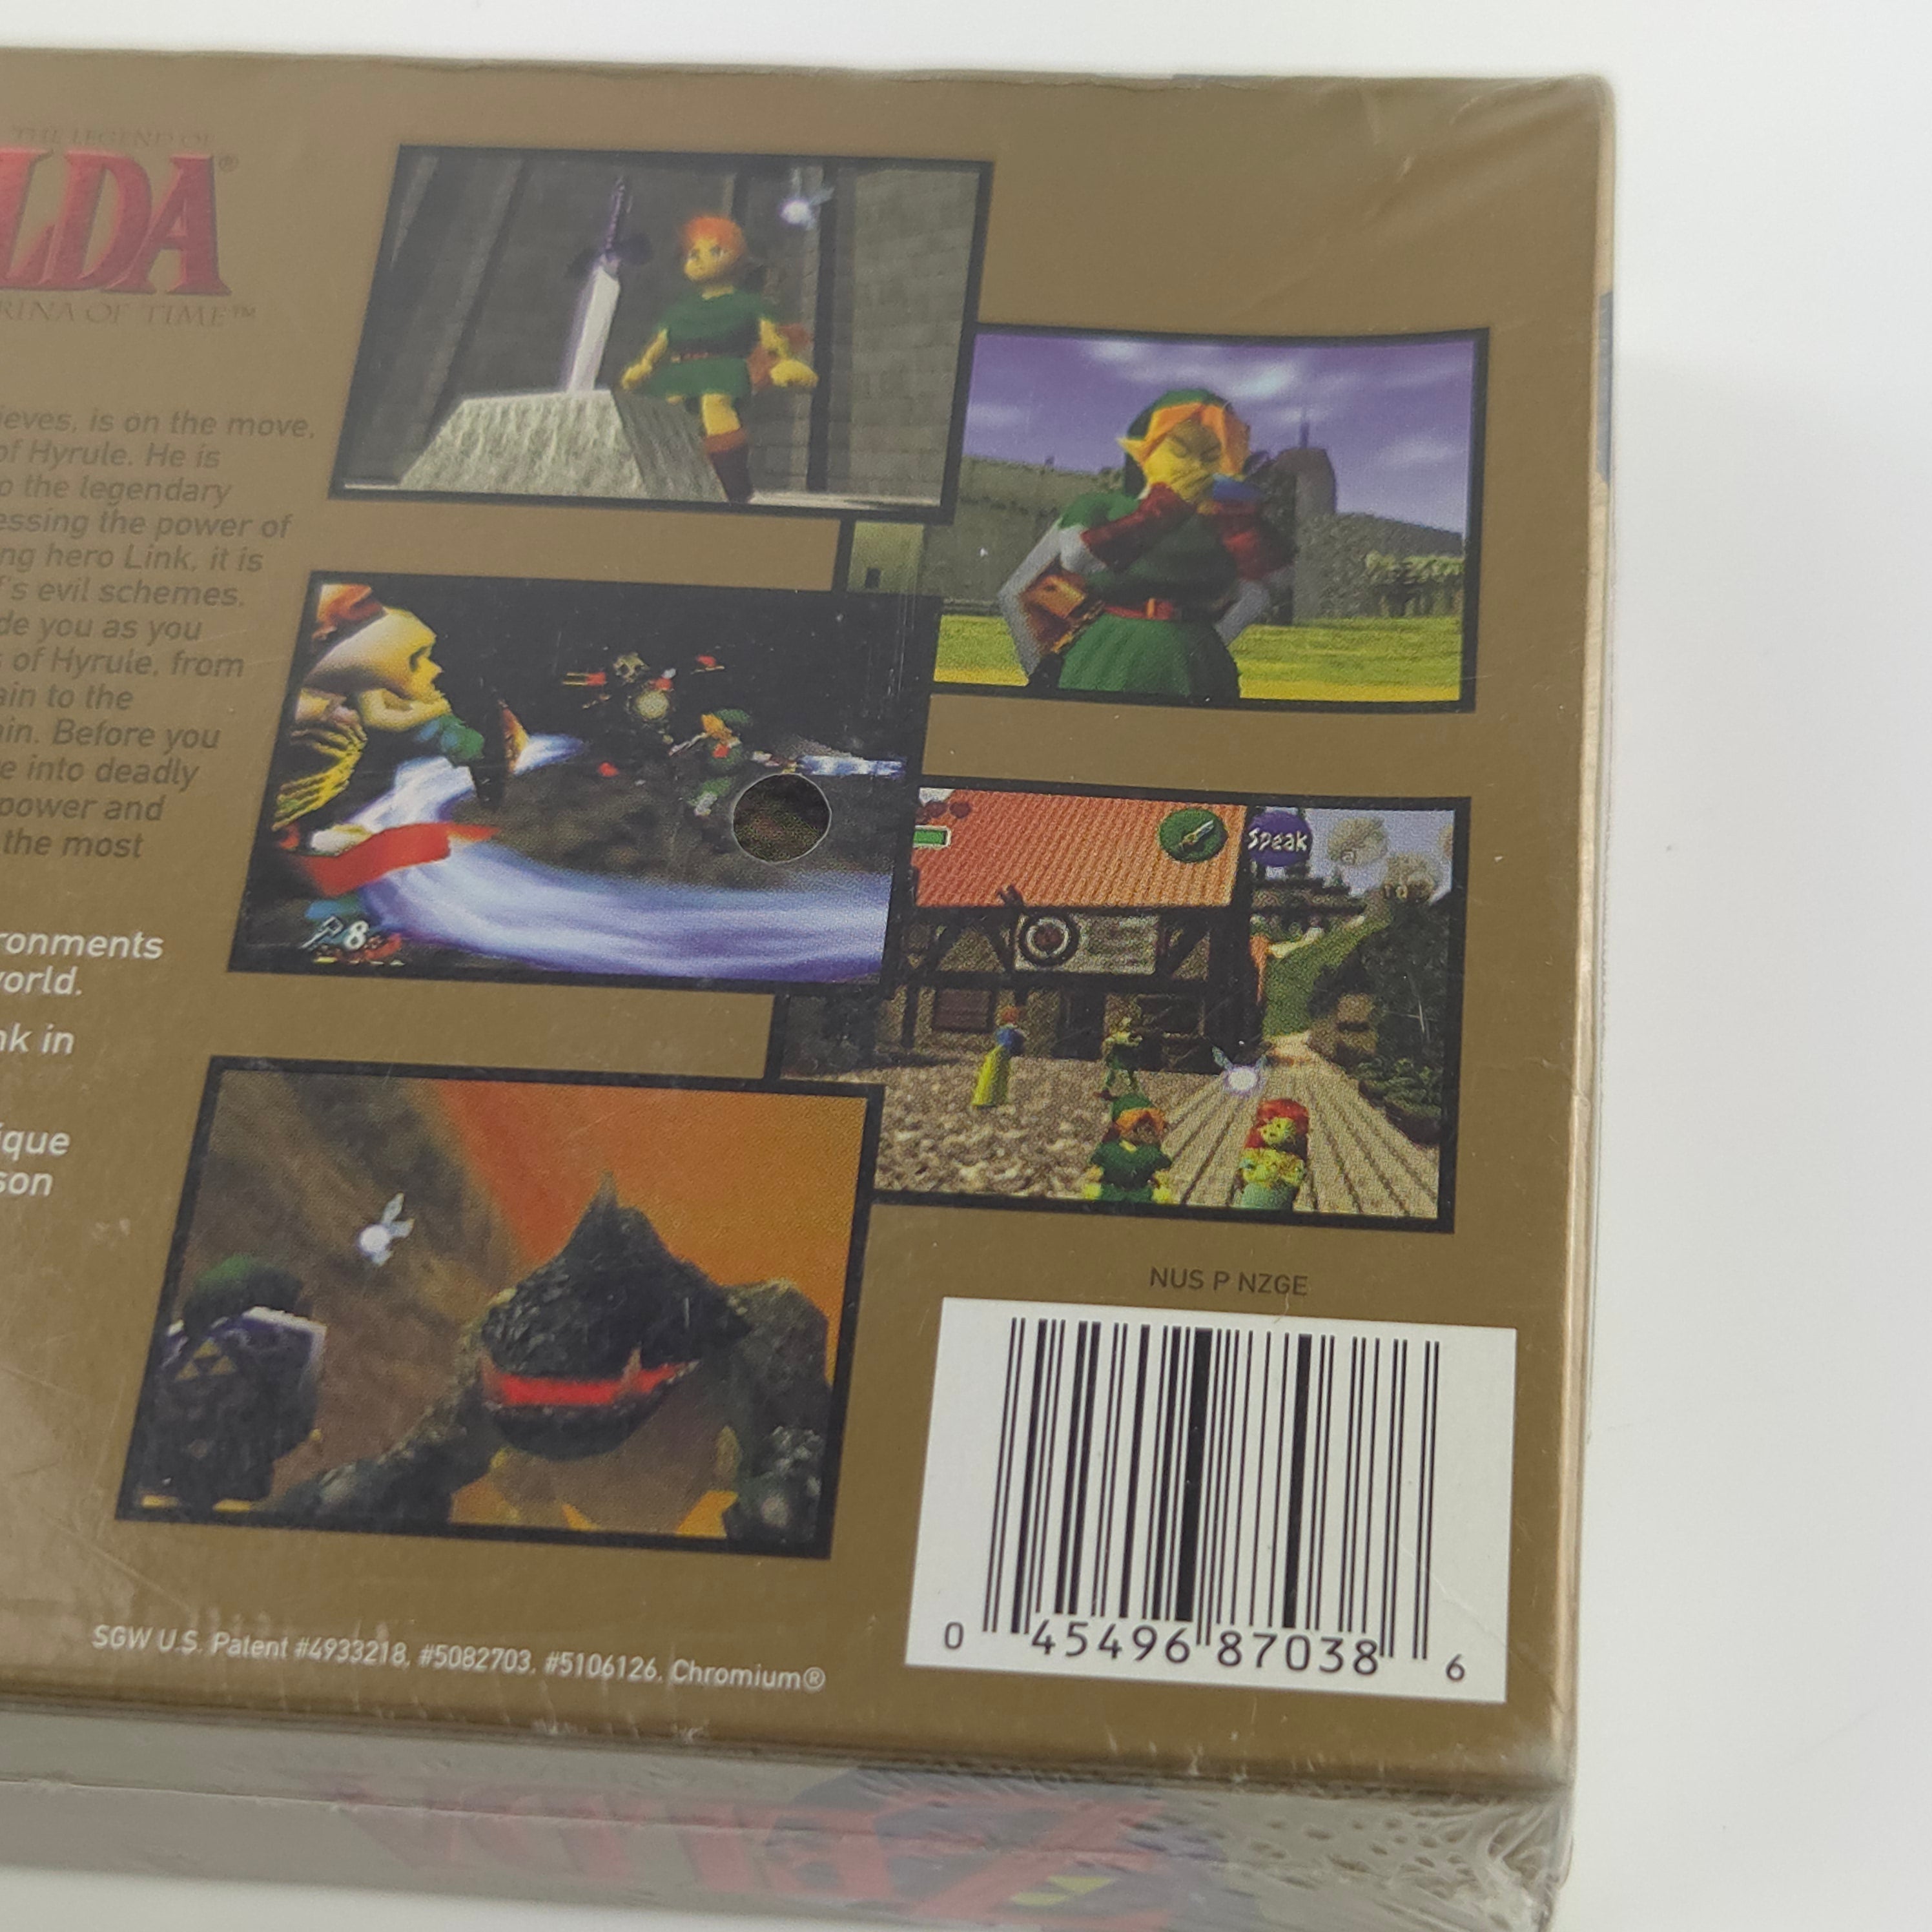 THE LEGEND OF
LDA®
RINA OF TIME™
ieves, is on the move,
of Hyrule. He is
o the legendary
essing the power of
ng hero Link, it is
f's evil schemes.
de you as you
s of Hyrule, from
ain to the
ain. Before you
e into deadly
power and
the most
ronments
world.
nk in
ique
son
8
Speak
NUS P NZGE
0 45496 87038 6
SGW U.S. Patent #4933218, #5082703, #5106126. Chromium®